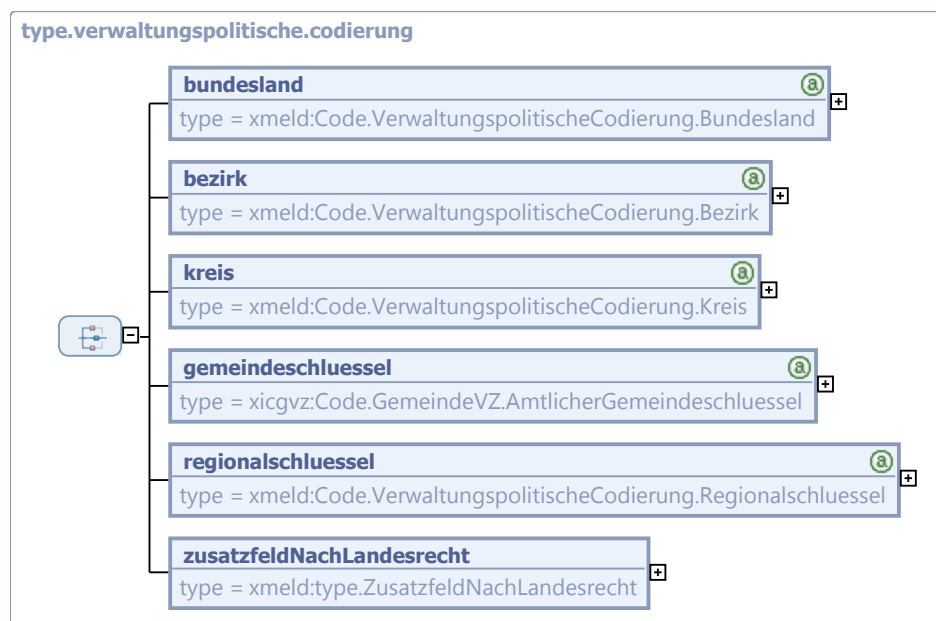 type.verwaltungspolitische.codierung
bundesland
type = xmeld:Code.VerwaltungspolitischeCodierung.Bundesland
bezirk
type = xmeld:Code.VerwaltungspolitischeCodierung.Bezirk
kreis
type = xmeld:Code.VerwaltungspolitischeCodierung.Kreis
gemeindeschluessel
type = xicgvz:Code.GemeindeVZ.AmtlicherGemeindeschluessel
regionalschluessel
type = xmeld:Code.VerwaltungspolitischeCodierung.Regionalschluessel
zusatzfeldNachLandesrecht
type = xmeld:type.ZusatzfeldNachLandesrecht